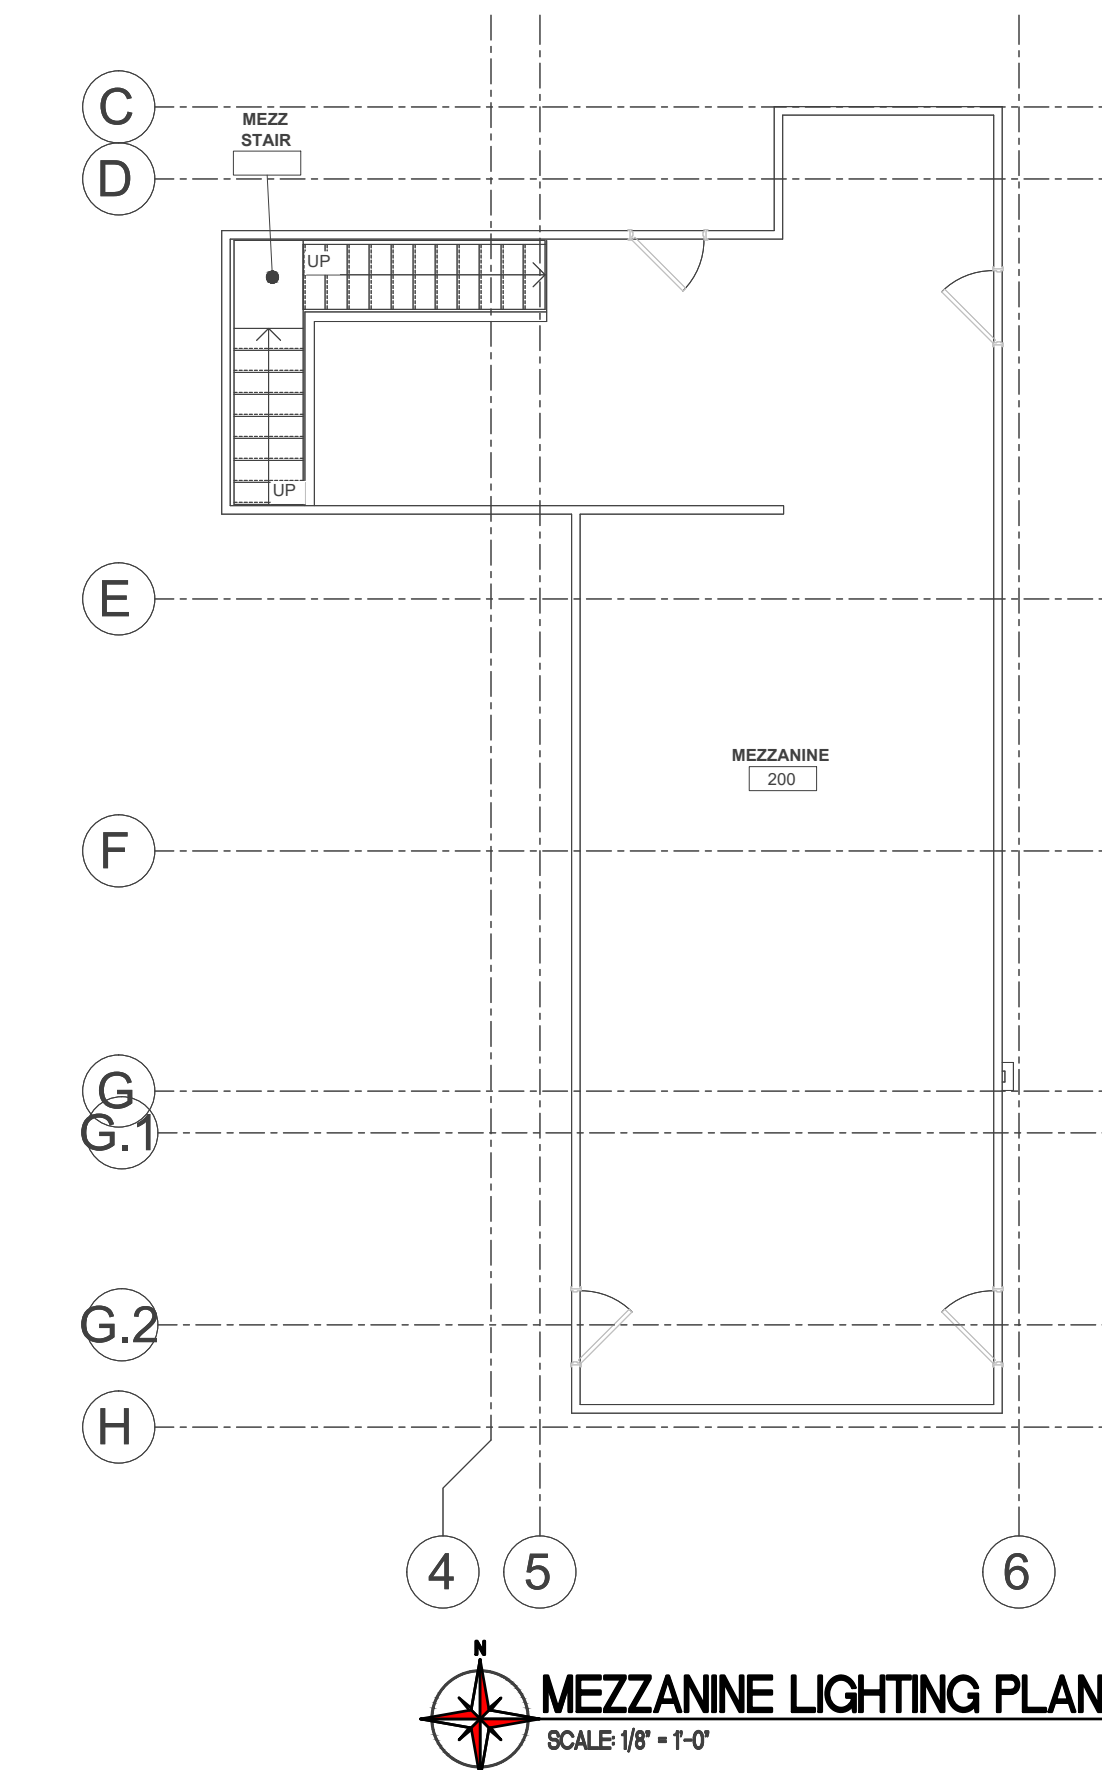 C
MEZZ
STAIR
D
UP
UP
E
MEZZANINE
200
F
G
G.1
G.2
H
4
5
6
N
MEZZANINE LIGHTING PLAN
SCALE: 1/8" = 1'-0"